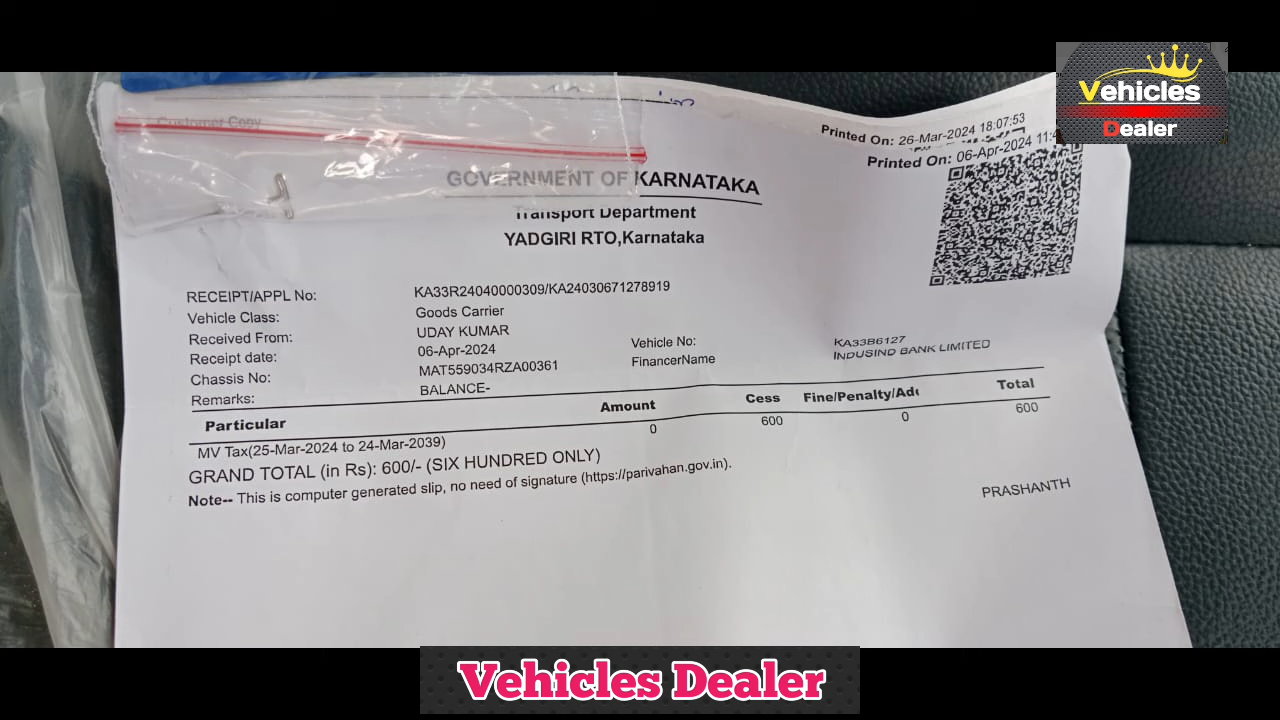 Vehicles
Dealer
Customer Copy
Printed On: 26-Mar-2024 18:07:53
Printed On: 06-Apr-2024
GOVERNMENT OF KARNATAKA
Transport Department
YADGIRI RTO,Karnataka
RECEIPT/APPL No: KA33R24040000309/KA24030671278919
Vehicle Class: Goods Carrier
Received From: UDAY KUMAR
Receipt date: 06-Apr-2024 Vehicle No: KA33B6127
Chassis No: MAT559034RZA00361 FinancerName INDUSIND BANK LIMITED
Remarks: BALANCE-
Particular Amount Cess Fine/Penalty/Add Total
MV Tax(25-Mar-2024 to 24-Mar-2039) 0 600 0 600
GRAND TOTAL (in Rs): 600/- (SIX HUNDRED ONLY)
Note-- This is computer generated slip, no need of signature (https://parivahan.gov.in).
PRASHANTH
Vehicles Dealer